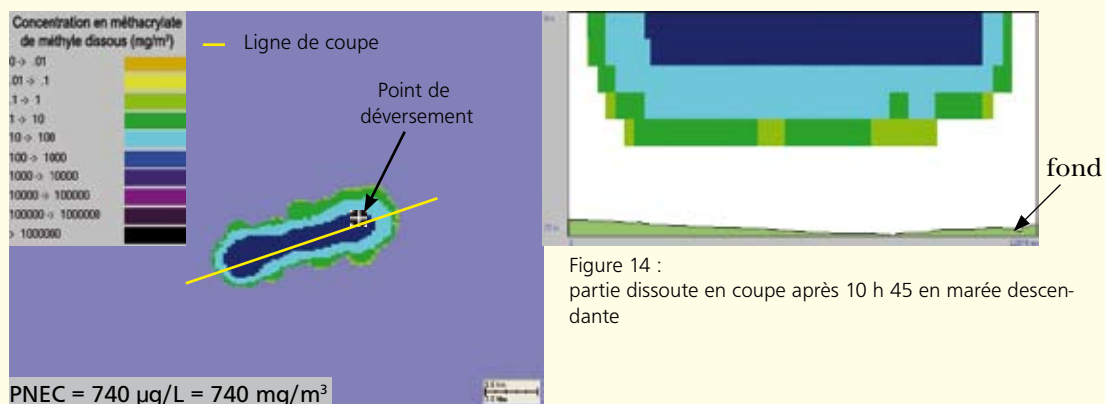 Concentration en méthacrylate
de méthyle dissous (mg/m³)
0 -> .01
.01 -> .1
.1 -> 1
1 -> 10
10 -> 100
100 -> 1000
1000 -> 10000
10000 -> 100000
100000 -> 1000000
> 1000000
Ligne de coupe
Point de
déversement
PNEC = 740 µg/L = 740 mg/m³
fond
Figure 14 :
partie dissoute en coupe après 10 h 45 en marée descen-
dante